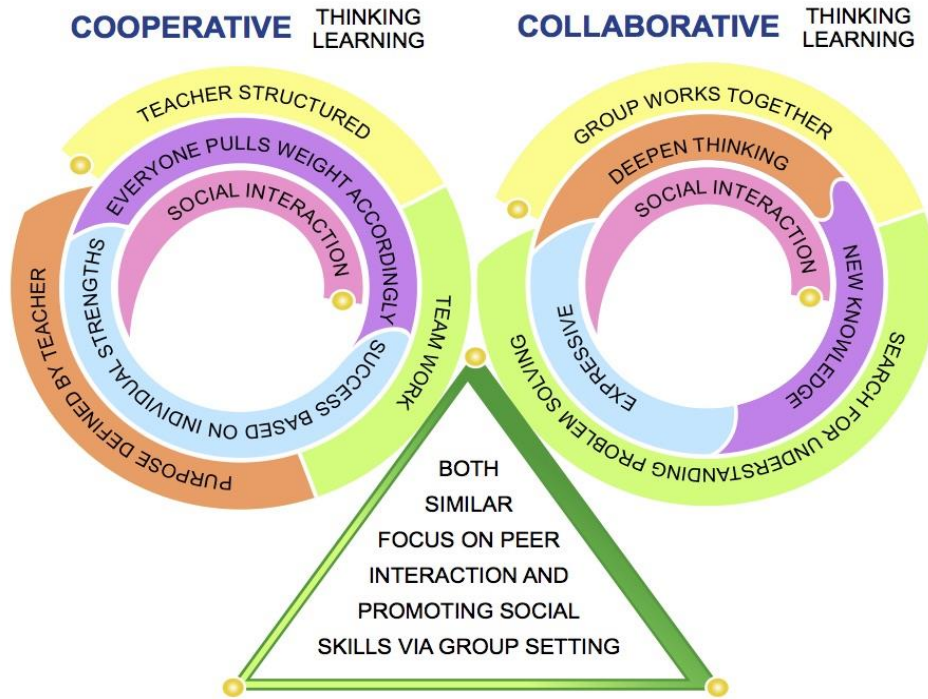 COOPERATIVE
THINKING
LEARNING
COLLABORATIVE
THINKING
LEARNING
TEACHER STRUCTURED
EVERYONE PULLS WEIGHT ACCORDINGLY
SOCIAL INTERACTION
TEAM WORK
SUCCESS BASED ON INDIVIDUAL STRENGTHS
PURPOSE DEFINED BY TEACHER
GROUP WORKS TOGETHER
DEEPEN THINKING
SOCIAL INTERACTION
NEW KNOWLEDGE
EXPRESSIVE
SEARCH FOR UNDERSTANDING PROBLEM SOLVING
BOTH
SIMILAR
FOCUS ON PEER
INTERACTION AND
PROMOTING SOCIAL
SKILLS VIA GROUP SETTING